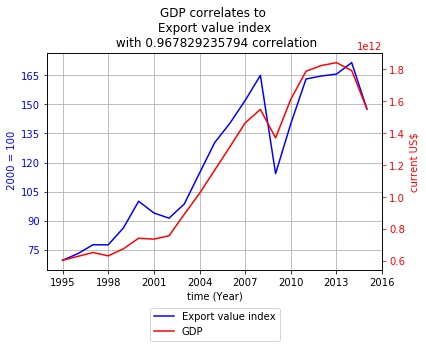 GDP correlates to
Export value index
with 0.967829235794 correlation
1e12
165
150
135
120
105
90
75
2000 = 100
1.8
1.6
1.4
1.2
1.0
0.8
0.6
current US$
1995 1998 2001 2004 2007 2010 2013 2016
time (Year)
Export value index
GDP